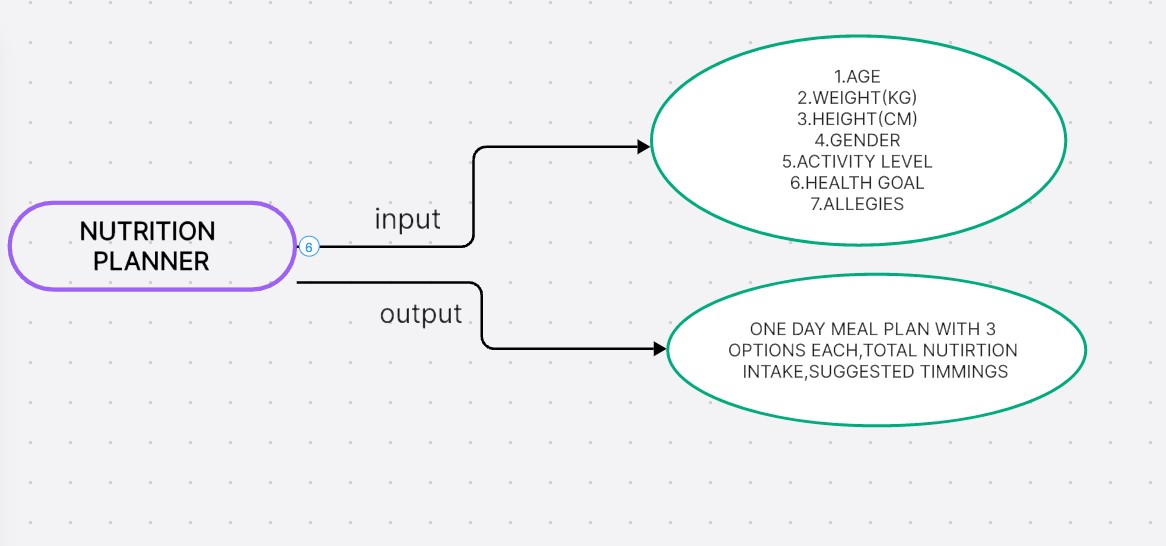 NUTRITION
PLANNER
6
input
output
1.AGE
2.WEIGHT(KG)
3.HEIGHT(CM)
4.GENDER
5.ACTIVITY LEVEL
6.HEALTH GOAL
7.ALLEGIES
ONE DAY MEAL PLAN WITH 3
OPTIONS EACH,TOTAL NUTIRTION
INTAKE,SUGGESTED TIMMINGS